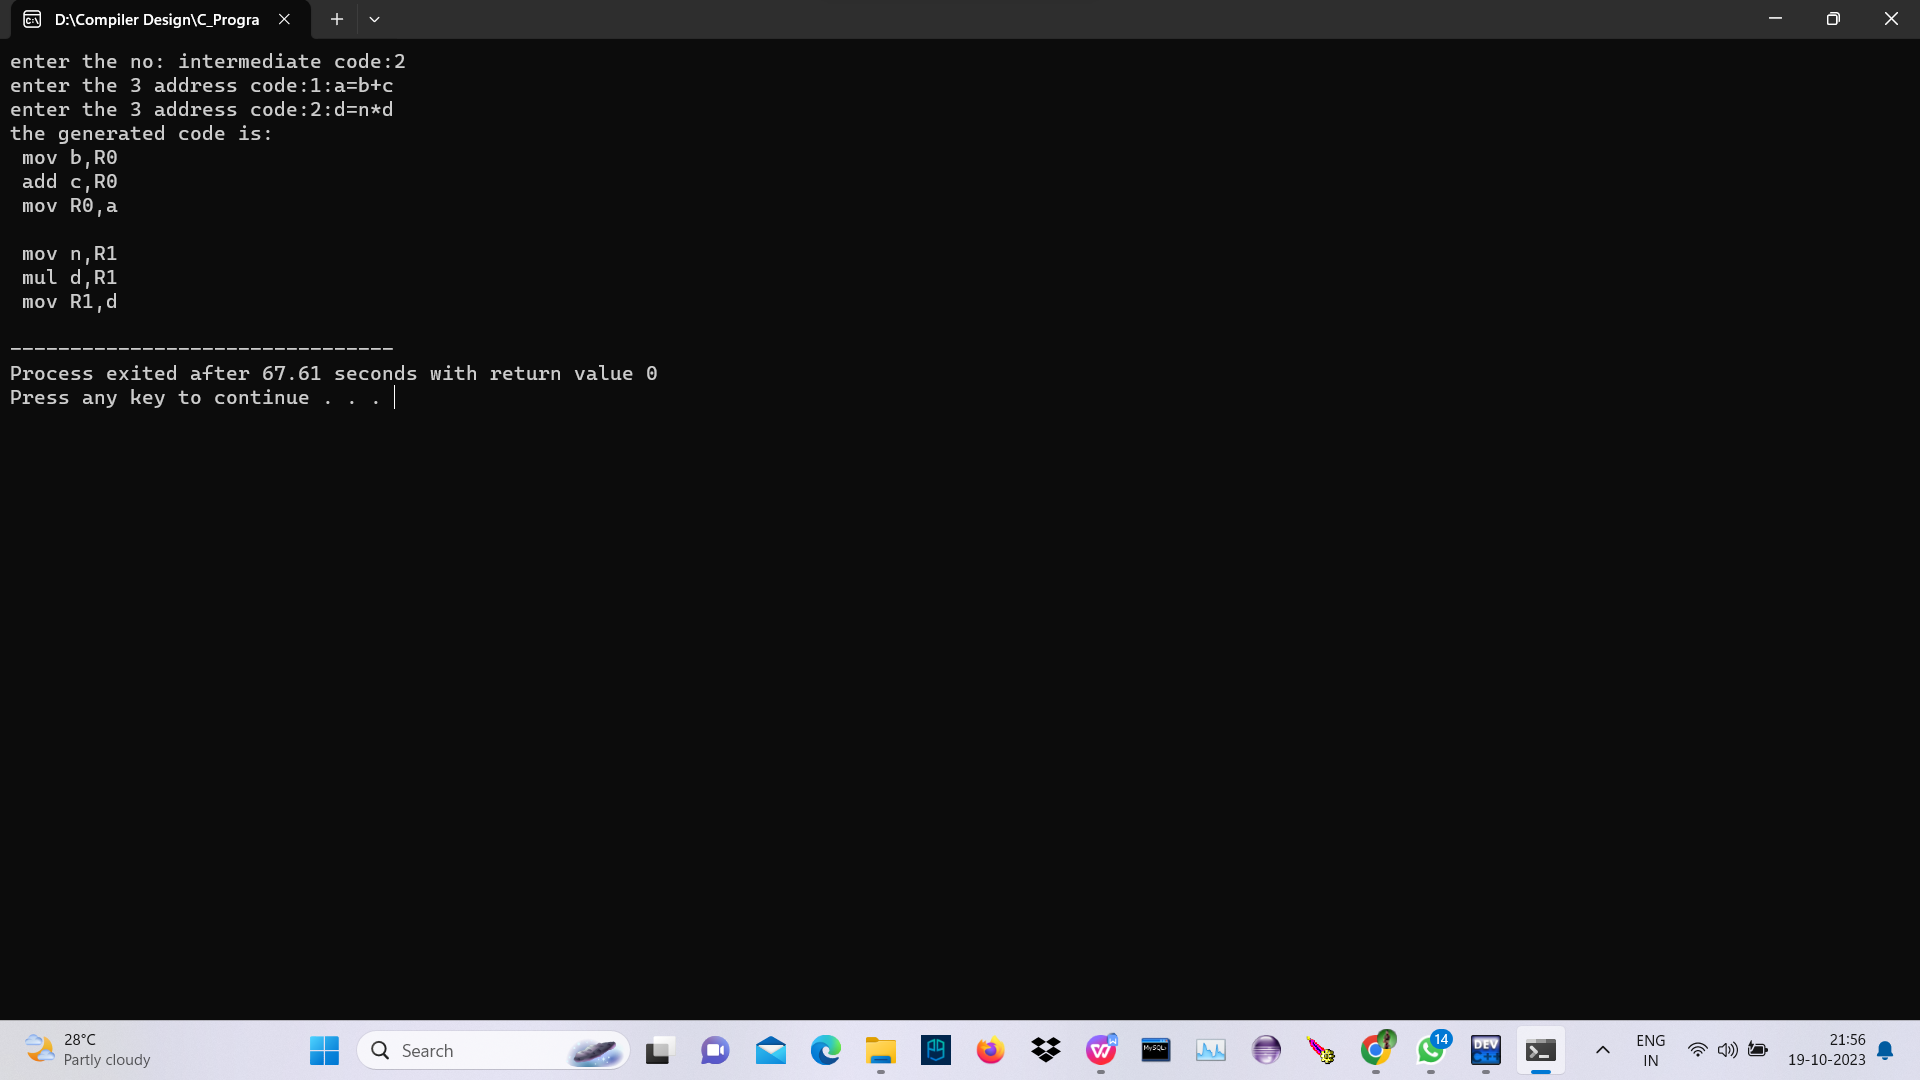 D:\Compiler Design\C_Progra
enter the no: intermediate code:2
enter the 3 address code:1:a=b+c
enter the 3 address code:2:d=n*d
the generated code is:
mov b,R0
add c,R0
mov R0,a
mov n,R1
mul d,R1
mov R1,d
--------------------------------
Process exited after 67.61 seconds with return value 0
Press any key to continue . . .
28°C
Partly cloudy
Search
MySQL
14
DEV
C++
ENG
IN
21:56
19-10-2023